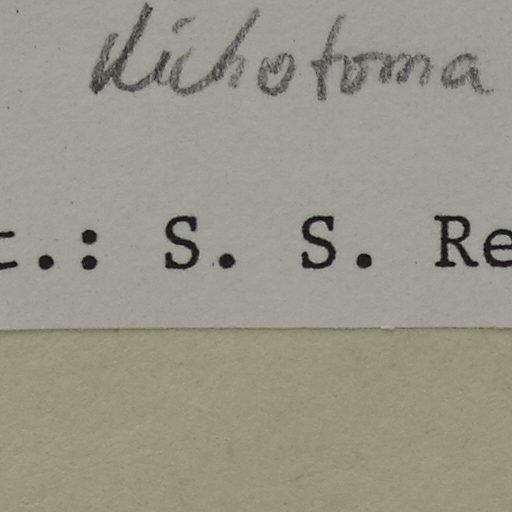 dichotoma
t.: S. S. Re